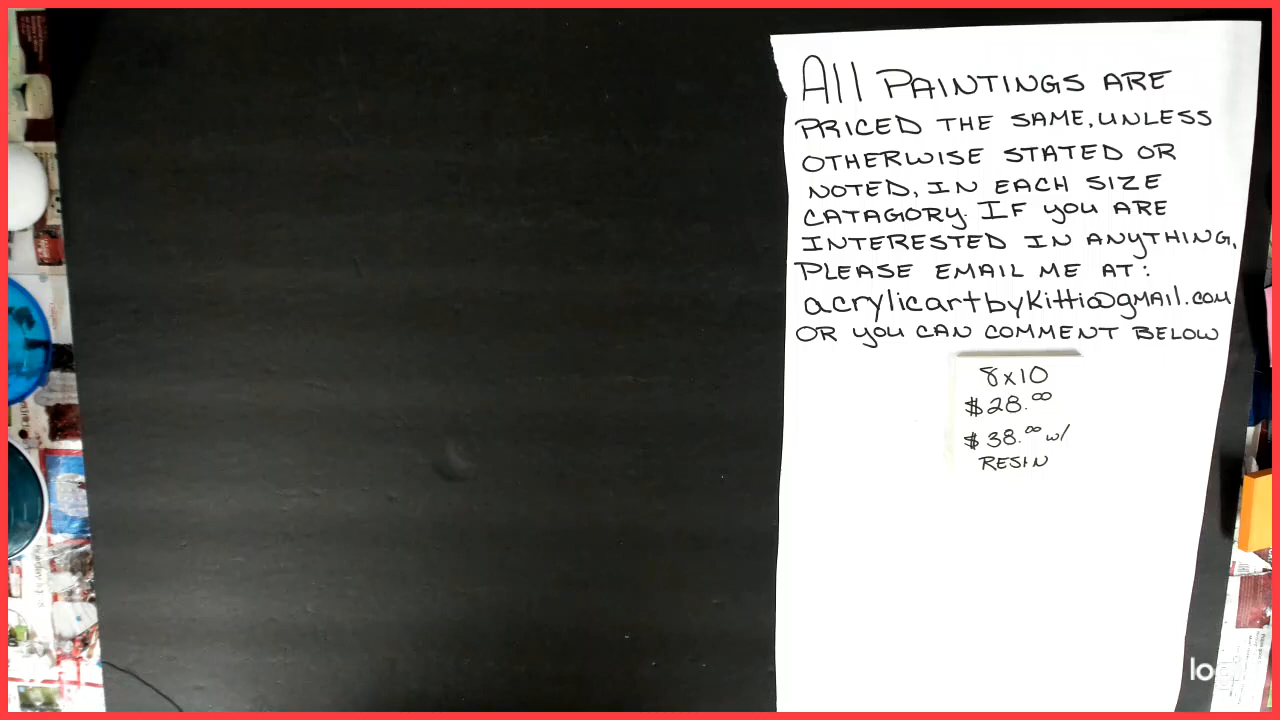 All PAINTINGS ARE
PRICED THE SAME, UNLESS
OTHERWISE STATED OR
NOTED, IN EACH SIZE
CATAGORY. IF YOU ARE
INTERESTED IN ANYTHING,
PLEASE EMAIL ME AT:
acrylicartbyKitti@gMAil.COM
OR YOU CAN COMMENT BELOW
8x10
$28.00
$38.00 w/
RESIN